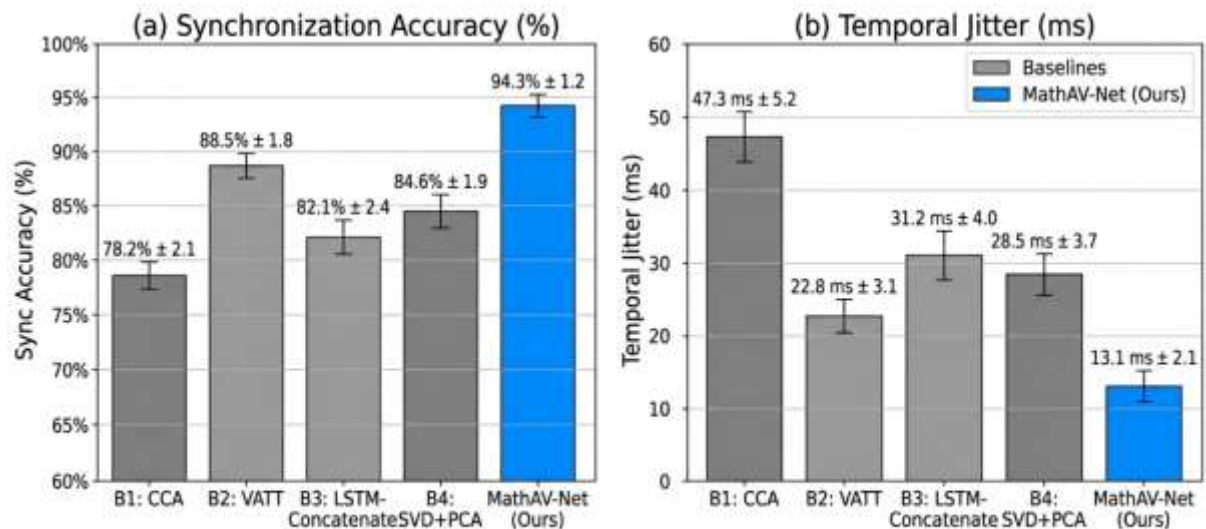 (a) Synchronization Accuracy (%)
Sync Accuracy (%)
100%
95%
90%
85%
80%
75%
70%
65%
60%
78.2% ± 2.1
88.5% ± 1.8
82.1% ± 2.4
84.6% ± 1.9
94.3% ± 1.2
B1: CCA
B2: VATT
B3: LSTM-
Concatenate
B4:
SVD+PCA
MathAV-Net
(Ours)
(b) Temporal Jitter (ms)
Temporal Jitter (ms)
60
50
40
30
20
10
0
Baselines
MathAV-Net (Ours)
47.3 ms ± 5.2
22.8 ms ± 3.1
31.2 ms ± 4.0
28.5 ms ± 3.7
13.1 ms ± 2.1
B1: CCA
B2: VATT
B3: LSTM-
Concatenate
B4:
SVD+PCA
MathAV-Net
(Ours)